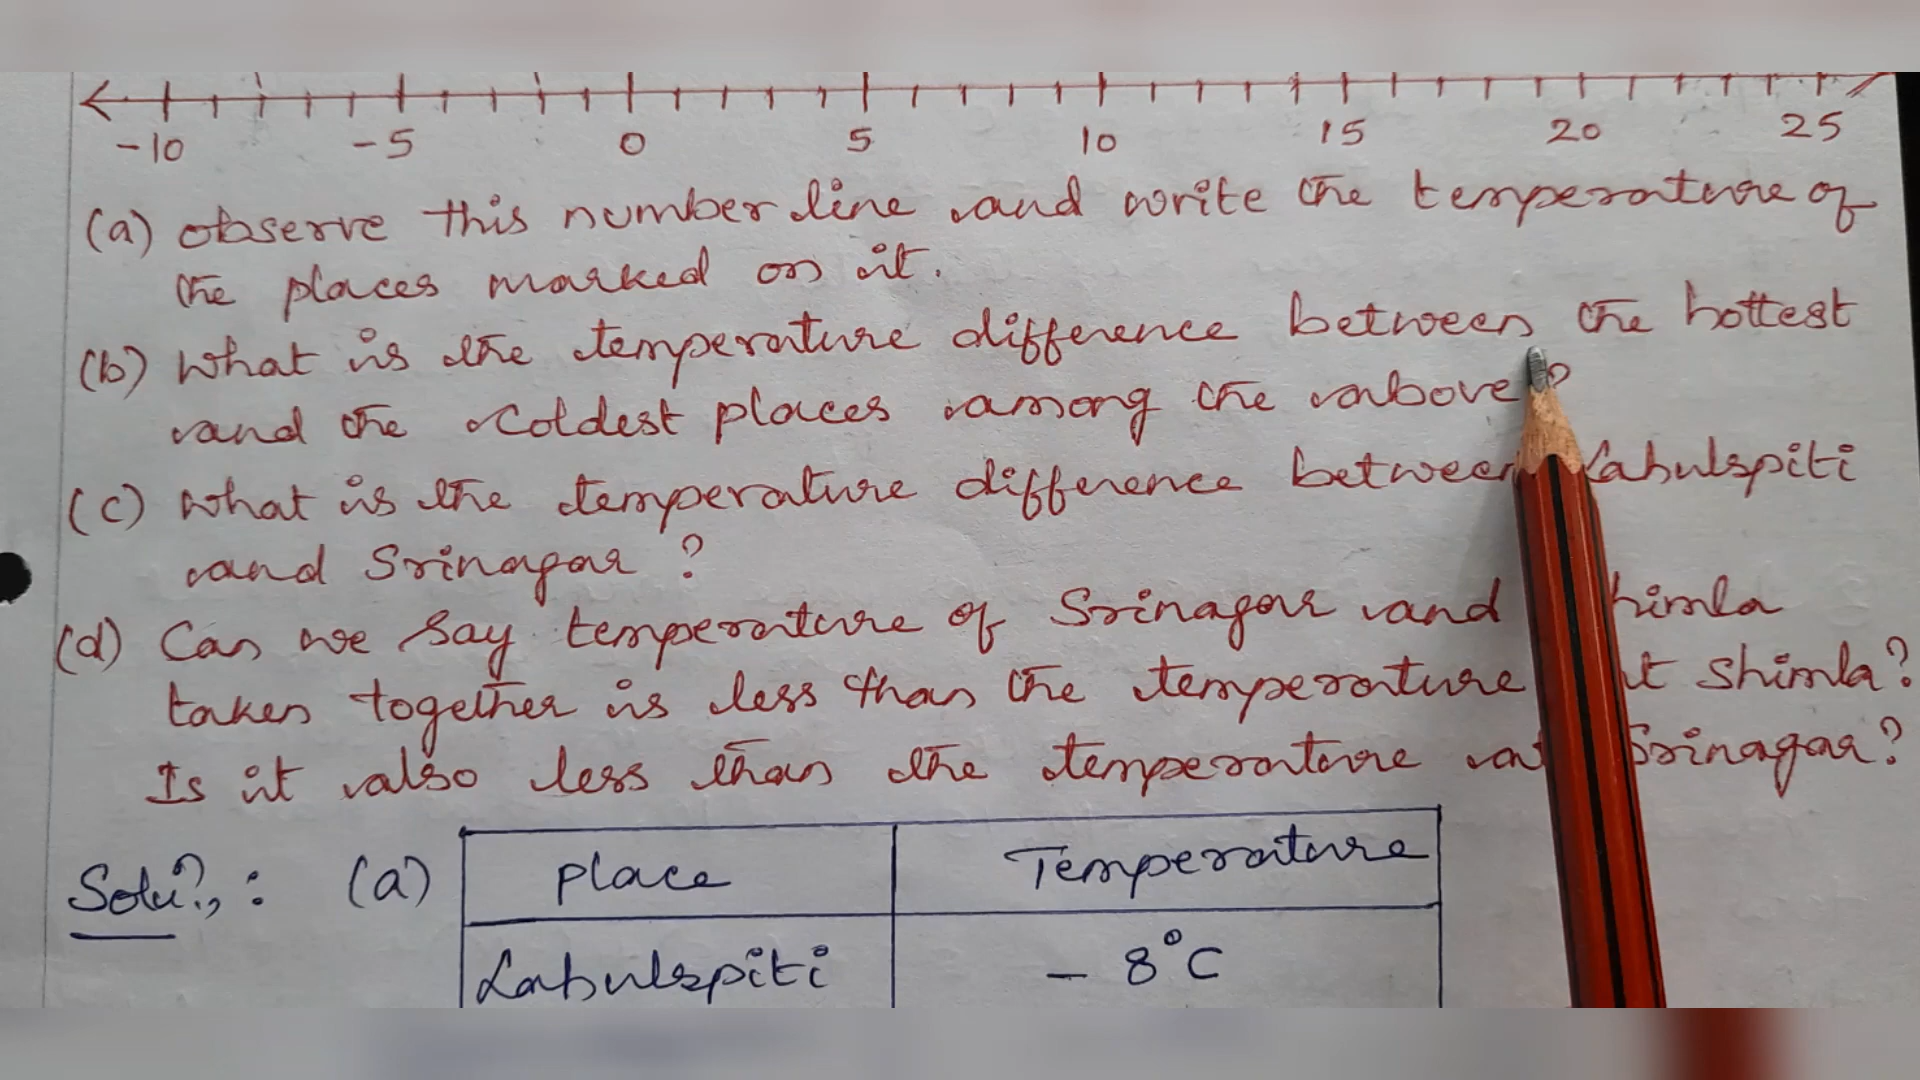 -10 -5 0 5 10 15 20 25
(a) observe this number line and write the temperature of
the places marked on it.
(b) What is the temperature difference between the hottest
and the coldest places among the above?
(c) What is the temperature difference between Lahulspiti
and Srinagar?
(d) Can we say temperature of Srinagar and himla
taken together is less than the temperature at Shimla?
Is it also less than the temperature at Srinagar?
Solu?,: (a) place Temperature
Lahulspiti - 8°C